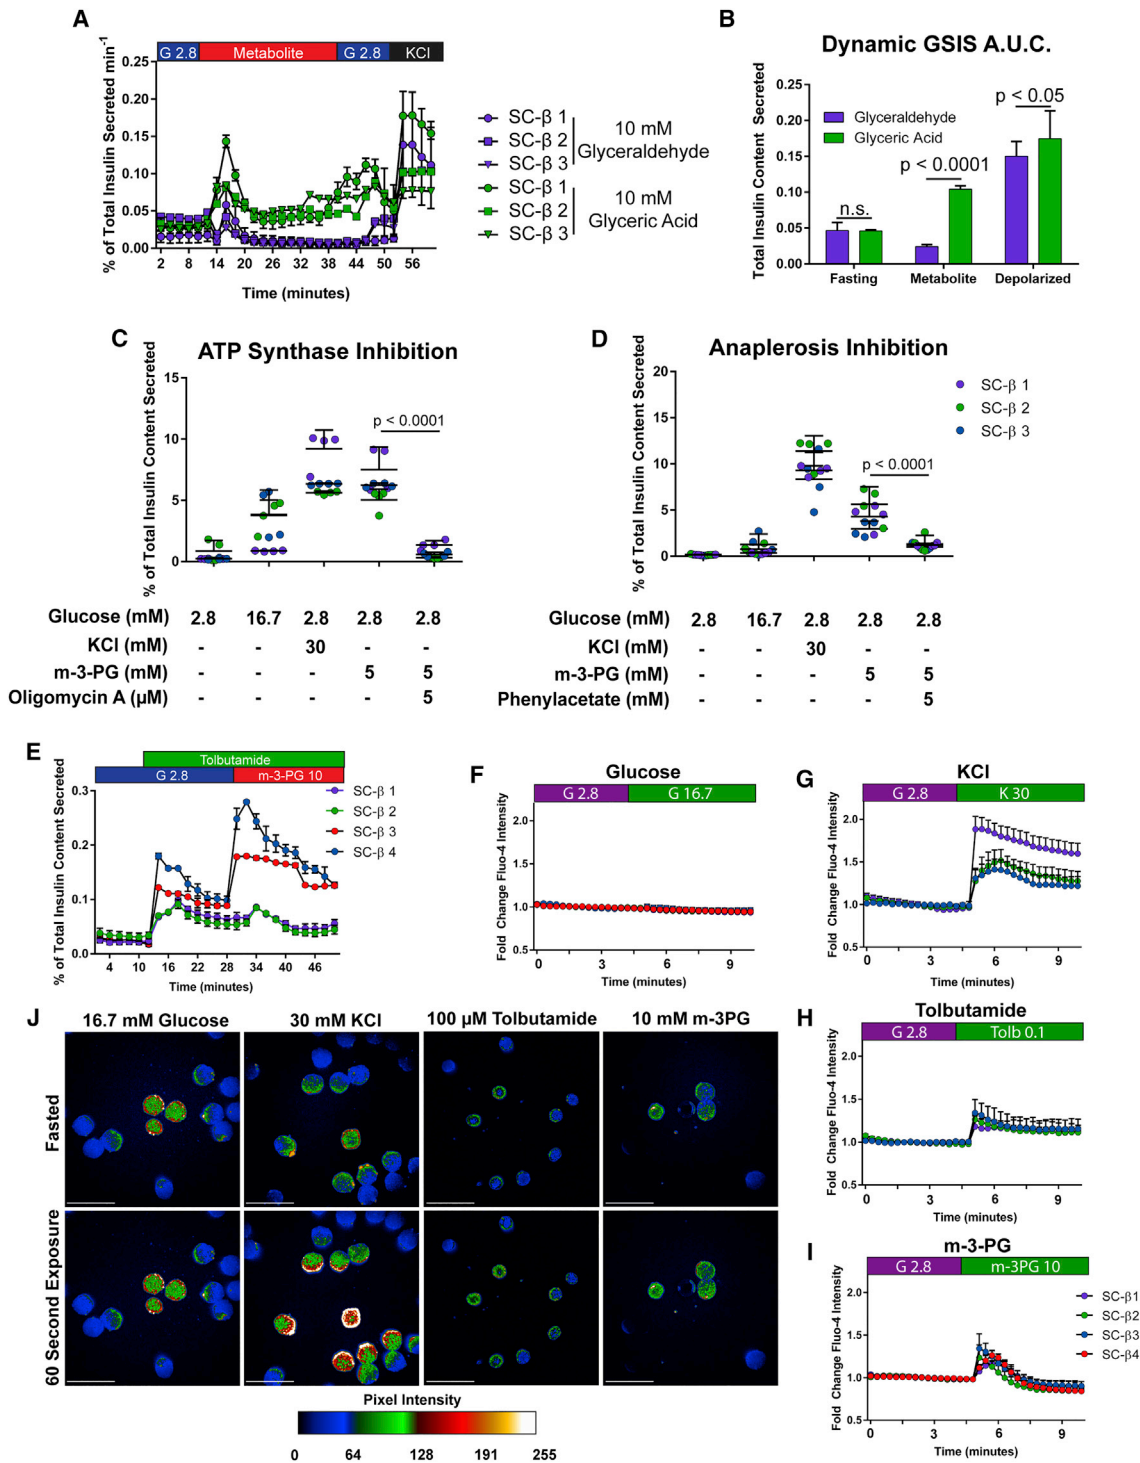 A
G 2.8 Metabolite G 2.8 KCl
% of Total Insulin Secreted min-1
0.25
0.20
0.15
0.10
0.05
0.00
2 8 14 20 26 32 38 44 50 56
Time (minutes)
SC-β 1
SC-β 2
SC-β 3
10 mM
Glyceraldehyde
SC-β 1
SC-β 2
SC-β 3
10 mM
Glyceric Acid
B
Dynamic GSIS A.U.C.
Total Insulin Content Secreted
0.25
0.20
0.15
0.10
0.05
0.00
Glyceraldehyde
Glyceric Acid
n.s.
p < 0.0001
p < 0.05
Fasting Metabolite Depolarized
C
ATP Synthase Inhibition
% of Total Insulin Content Secreted
15
10
5
0
p < 0.0001
Glucose (mM) 2.8 16.7 2.8 2.8 2.8
KCl (mM) - - 30 - -
m-3-PG (mM) - - - 5 5
Oligomycin A (µM) - - - - 5
D
Anaplerosis Inhibition
% of Total Insulin Content Secreted
20
15
10
5
0
p < 0.0001
SC-β 1
SC-β 2
SC-β 3
Glucose (mM) 2.8 16.7 2.8 2.8 2.8
KCl (mM) - - 30 - -
m-3-PG (mM) - - - 5 5
Phenylacetate (mM) - - - - 5
E
Tolbutamide
G 2.8 m-3-PG 10
% of Total Insulin Content Secreted
0.3
0.2
0.1
0.0
4 10 16 22 28 34 40 46
Time (minutes)
SC-β 1
SC-β 2
SC-β 3
SC-β 4
F
Glucose
G 2.8 G 16.7
Fold Change Fluo-4 Intensity
2.0
1.5
1.0
0.5
0 3 6 9
Time (minutes)
G
KCl
G 2.8 K 30
Fold Change Fluo-4 Intensity
2.0
1.5
1.0
0.5
0 3 6 9
Time (minutes)
H
Tolbutamide
G 2.8 Tolb 0.1
Fold Change Fluo-4 Intensity
2.0
1.5
1.0
0.5
0 3 6 9
Time (minutes)
I
m-3-PG
G 2.8 m-3PG 10
Fold Change Fluo-4 Intensity
2.0
1.5
1.0
0.5
0 3 6 9
Time (minutes)
SC-β1
SC-β2
SC-β3
SC-β4
J
16.7 mM Glucose 30 mM KCl 100 µM Tolbutamide 10 mM m-3PG
Fasted
60 Second Exposure
Pixel Intensity
0 64 128 191 255